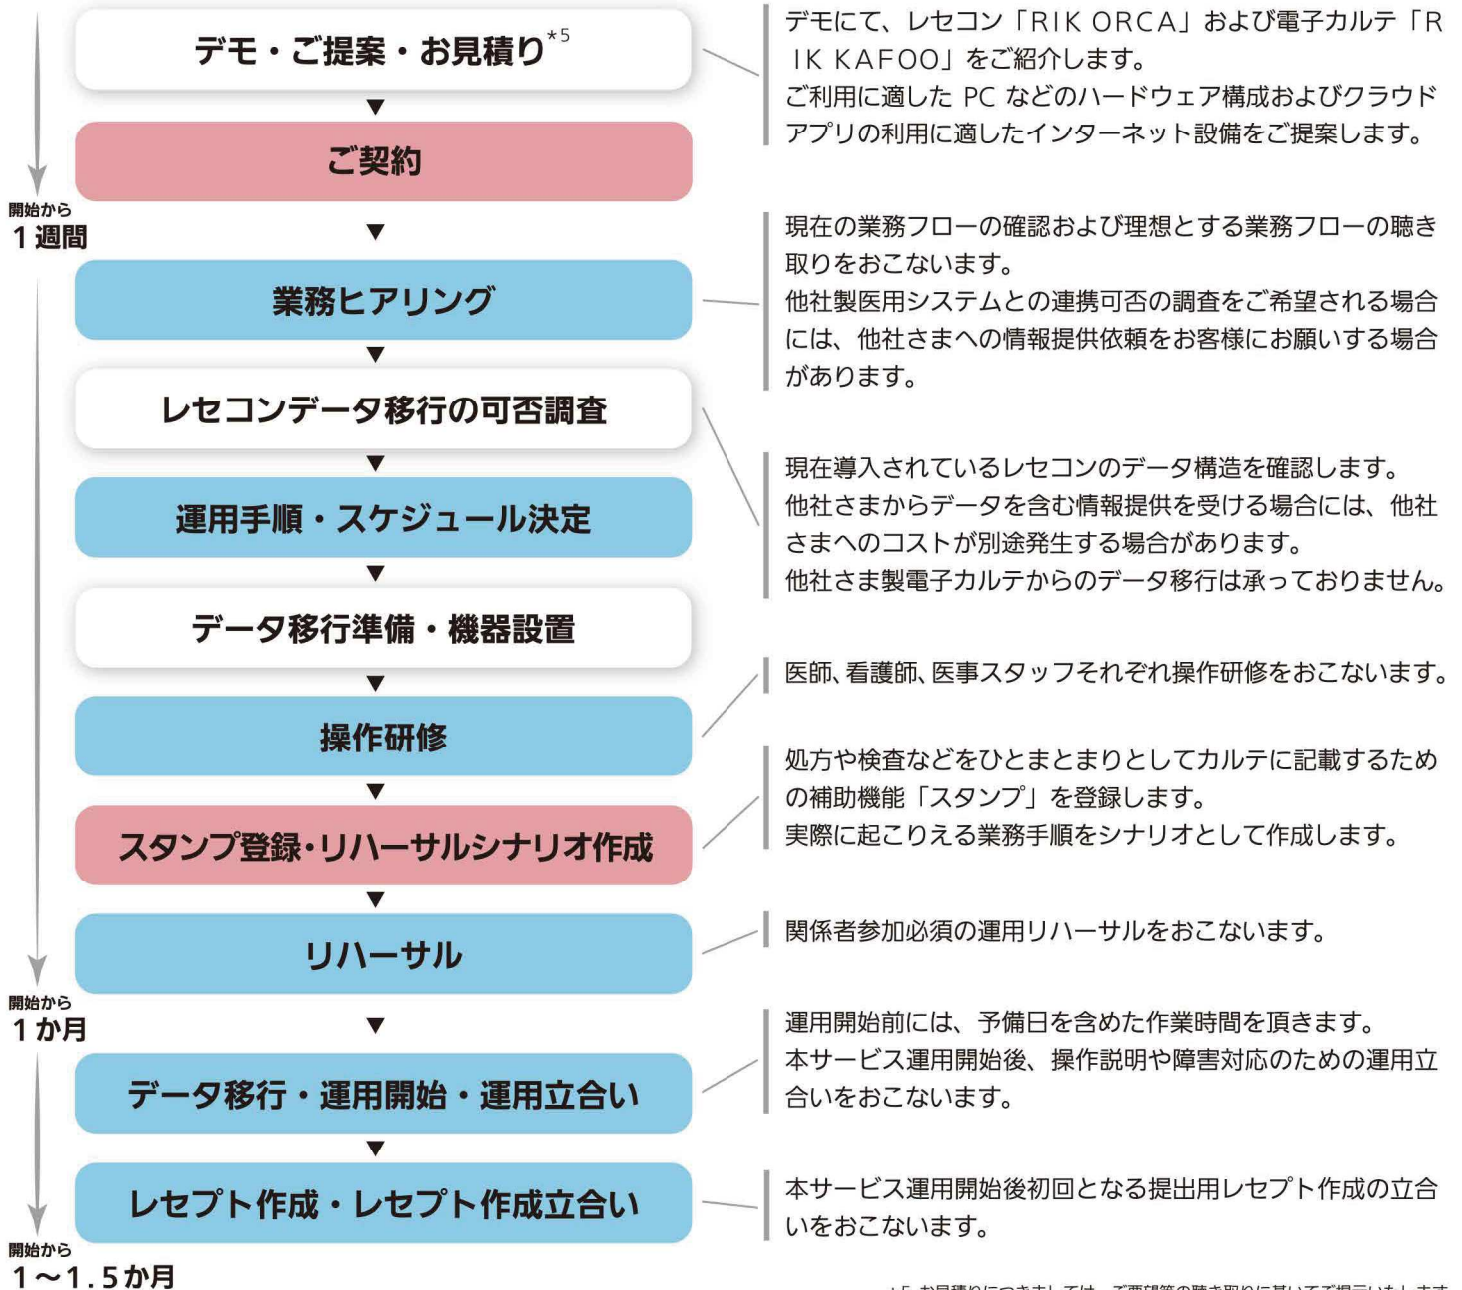 デモ・ご提案・お見積り*5
デモにて、レセコン「RIK ORCA」および電子カルテ「R
IK KAFOO」をご紹介します。
ご利用に適した PC などのハードウェア構成およびクラウド
アプリの利用に適したインターネット設備をご提案します。
▼
ご契約
開始から
1週間
▼
業務ヒアリング
現在の業務フローの確認および理想とする業務フローの聴き
取りをおこないます。
他社製医用システムとの連携可否の調査をご希望される場合
には、他社さまへの情報提供依頼をお客様にお願いする場合
があります。
▼
レセコンデータ移行の可否調査
現在導入されているレセコンのデータ構造を確認します。
他社さまからデータを含む情報提供を受ける場合には、他社
さまへのコストが別途発生する場合があります。
他社さま製電子カルテからのデータ移行は承っておりません。
▼
運用手順・スケジュール決定
▼
データ移行準備・機器設置
▼
操作研修
医師、看護師、医事スタッフそれぞれ操作研修をおこないます。
▼
スタンプ登録・リハーサルシナリオ作成
処方や検査などをひとまとまりとしてカルテに記載するため
の補助機能「スタンプ」を登録します。
実際に起こりえる業務手順をシナリオとして作成します。
▼
リハーサル
関係者参加必須の運用リハーサルをおこないます。
開始から
1か月
▼
データ移行・運用開始・運用立合い
運用開始前には、予備日を含めた作業時間を頂きます。
本サービス運用開始後、操作説明や障害対応のための運用立
合いをおこないます。
▼
レセプト作成・レセプト作成立合い
本サービス運用開始後初回となる提出用レセプト作成の立合
いをおこないます。
開始から
1～1.5か月